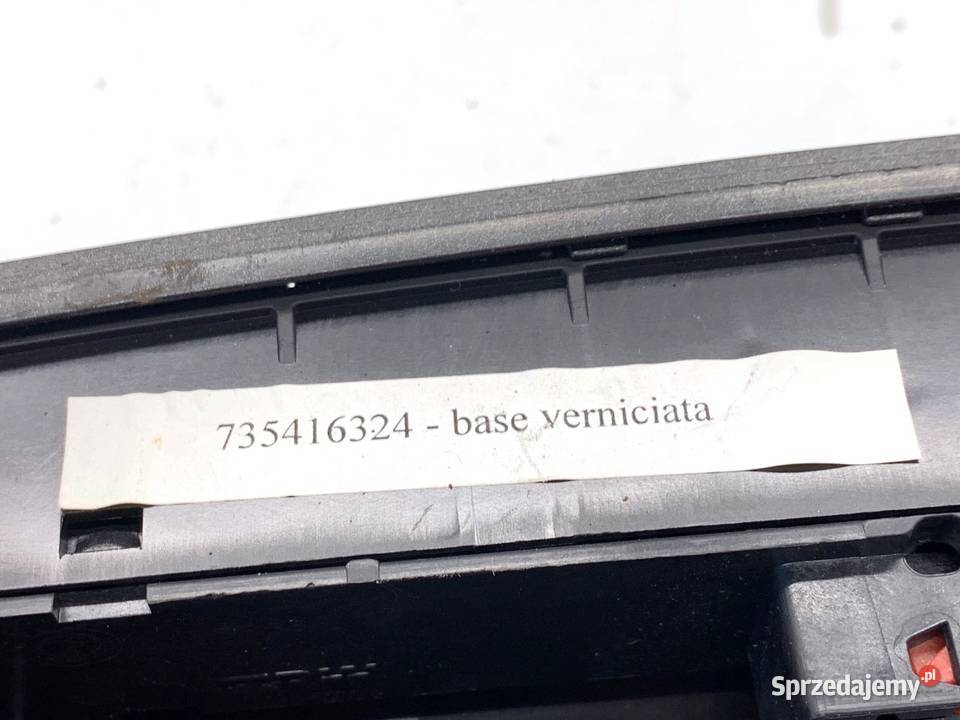 735416324 - base verniciata
Sprzedajemy.pl